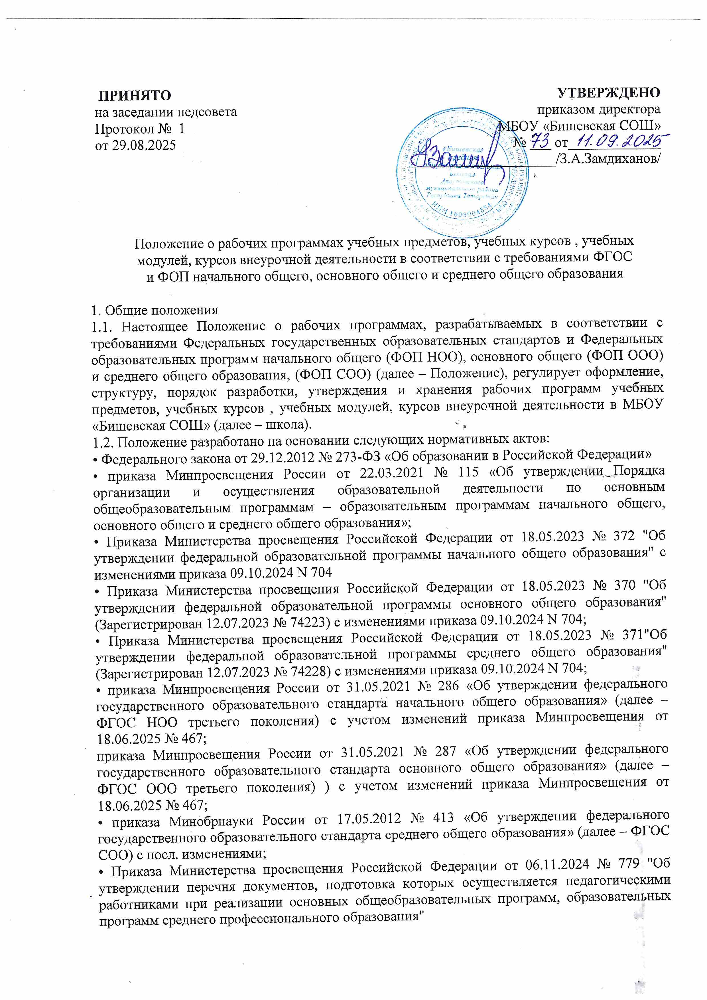 ПРИНЯТО
на заседании педсовета
Протокол № 1
от 29.08.2025
УТВЕРЖДЕНО
приказом директора
МБОУ «Бишевская СОШ»
№ 73 от 11.09.2025
/З.А.Замдиханов/
«Бишевская
средняя
общеобразовательная
школа»
Апастовского
муниципального района
Республики Татарстан
ИНН 1608004554
Положение о рабочих программах учебных предметов, учебных курсов , учебных
модулей, курсов внеурочной деятельности в соответствии с требованиями ФГОС
и ФОП начального общего, основного общего и среднего общего образования
1. Общие положения
1.1. Настоящее Положение о рабочих программах, разрабатываемых в соответствии с
требованиями Федеральных государственных образовательных стандартов и Федеральных
образовательных программ начального общего (ФОП НОО), основного общего (ФОП ООО)
и среднего общего образования, (ФОП СОО) (далее – Положение), регулирует оформление,
структуру, порядок разработки, утверждения и хранения рабочих программ учебных
предметов, учебных курсов , учебных модулей, курсов внеурочной деятельности в МБОУ
«Бишевская СОШ» (далее – школа).
1.2. Положение разработано на основании следующих нормативных актов:
• Федерального закона от 29.12.2012 № 273-ФЗ «Об образовании в Российской Федерации»
• приказа Минпросвещения России от 22.03.2021 № 115 «Об утверждении Порядка
организации и осуществления образовательной деятельности по основным
общеобразовательным программам – образовательным программам начального общего,
основного общего и среднего общего образования»;
• Приказа Министерства просвещения Российской Федерации от 18.05.2023 № 372 "Об
утверждении федеральной образовательной программы начального общего образования" с
изменениями приказа 09.10.2024 N 704
• Приказа Министерства просвещения Российской Федерации от 18.05.2023 № 370 "Об
утверждении федеральной образовательной программы основного общего образования"
(Зарегистрирован 12.07.2023 № 74223) с изменениями приказа 09.10.2024 N 704;
• Приказа Министерства просвещения Российской Федерации от 18.05.2023 № 371"Об
утверждении федеральной образовательной программы среднего общего образования"
(Зарегистрирован 12.07.2023 № 74228) с изменениями приказа 09.10.2024 N 704;
• приказа Минпросвещения России от 31.05.2021 № 286 «Об утверждении федерального
государственного образовательного стандарта начального общего образования» (далее –
ФГОС НОО третьего поколения) с учетом изменений приказа Минпросвещения от
18.06.2025 № 467;
приказа Минпросвещения России от 31.05.2021 № 287 «Об утверждении федерального
государственного образовательного стандарта основного общего образования» (далее –
ФГОС ООО третьего поколения) ) с учетом изменений приказа Минпросвещения от
18.06.2025 № 467;
• приказа Минобрнауки России от 17.05.2012 № 413 «Об утверждении федерального
государственного образовательного стандарта среднего общего образования» (далее – ФГОС
СОО) с посл. изменениями;
• Приказа Министерства просвещения Российской Федерации от 06.11.2024 № 779 "Об
утверждении перечня документов, подготовка которых осуществляется педагогическими
работниками при реализации основных общеобразовательных программ, образовательных
программ среднего профессионального образования"